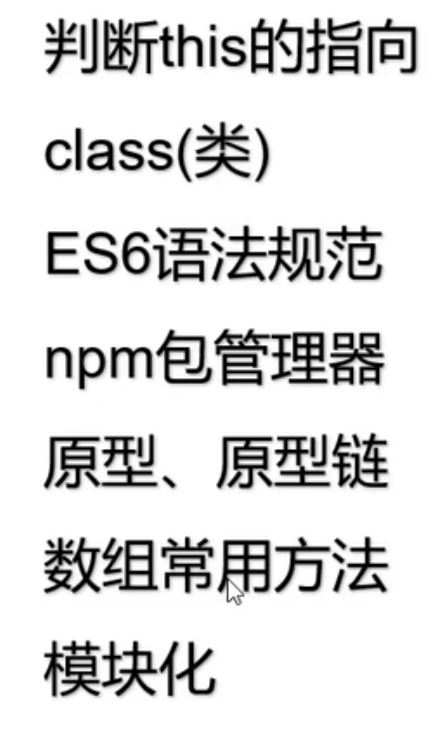 判断this的指向
class(类)
ES6语法规范
npm包管理器
原型、原型链
数组常用方法
模块化